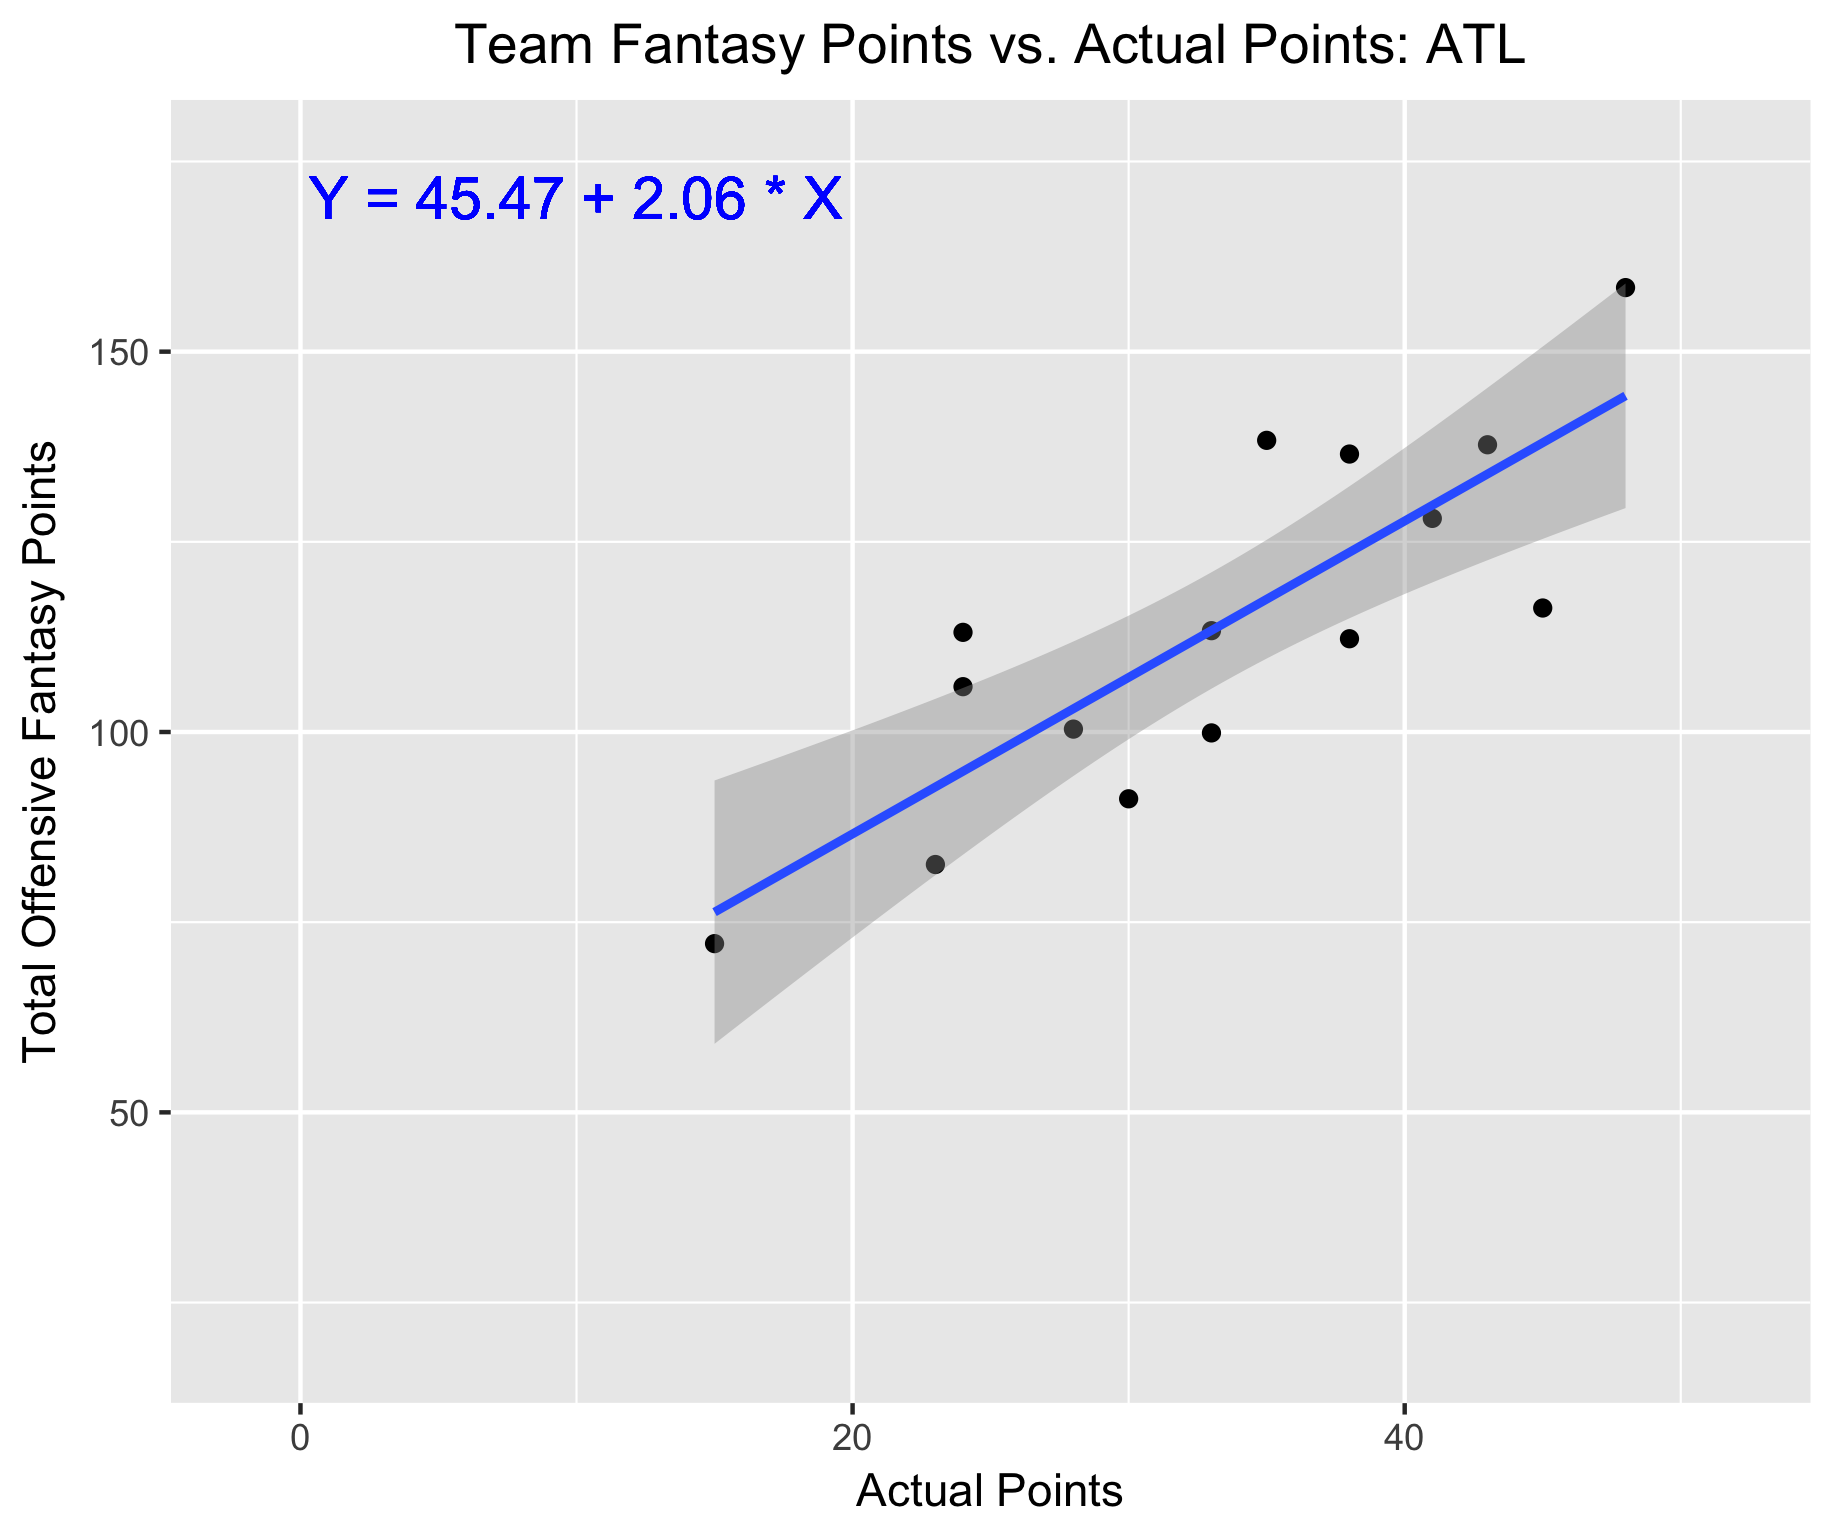 Team Fantasy Points vs. Actual Points: ATL
Y = 45.47 + 2.06 * X
Total Offensive Fantasy Points
150
100
50
0
20
40
Actual Points